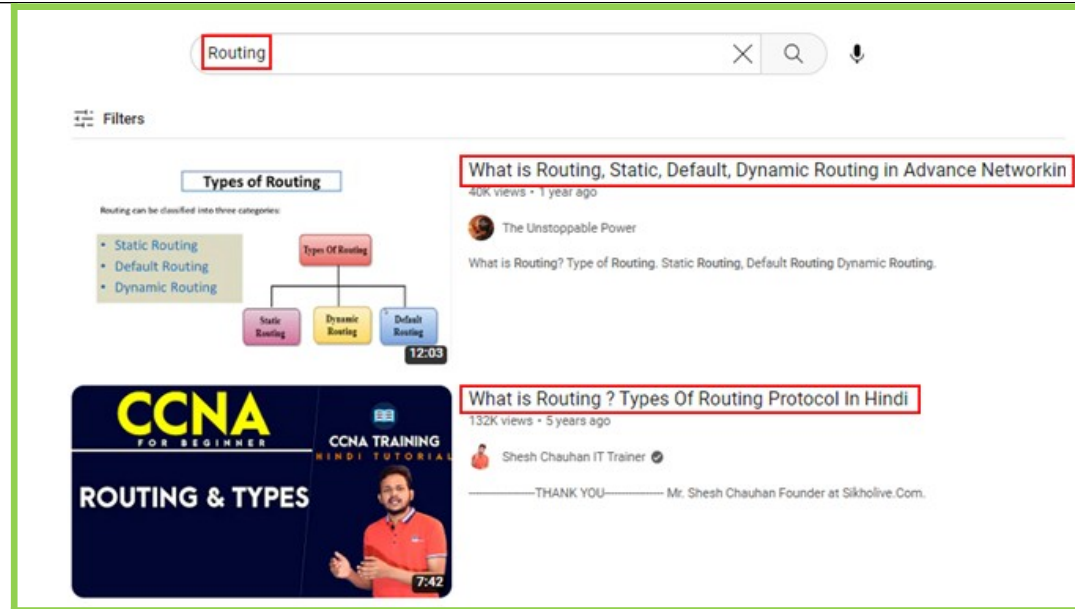 Routing
Filters
Types of Routing
Routing can be classified into three categories:
• Static Routing
• Default Routing
• Dynamic Routing
Types Of Routing
Static Routing
Dynamic Routing
Default Routing
12:03
What is Routing, Static, Default, Dynamic Routing in Advance Networkin
40K views • 1 year ago
The Unstoppable Power
What is Routing? Type of Routing. Static Routing, Default Routing Dynamic Routing.
CCNA
FOR BEGINNER
ROUTING & TYPES
CCNA TRAINING
HINDI TUTORIAL
7:42
What is Routing ? Types Of Routing Protocol In Hindi
132K views • 5 years ago
Shesh Chauhan IT Trainer
-----------------THANK YOU--------------- Mr. Shesh Chauhan Founder at Sikholive.Com.